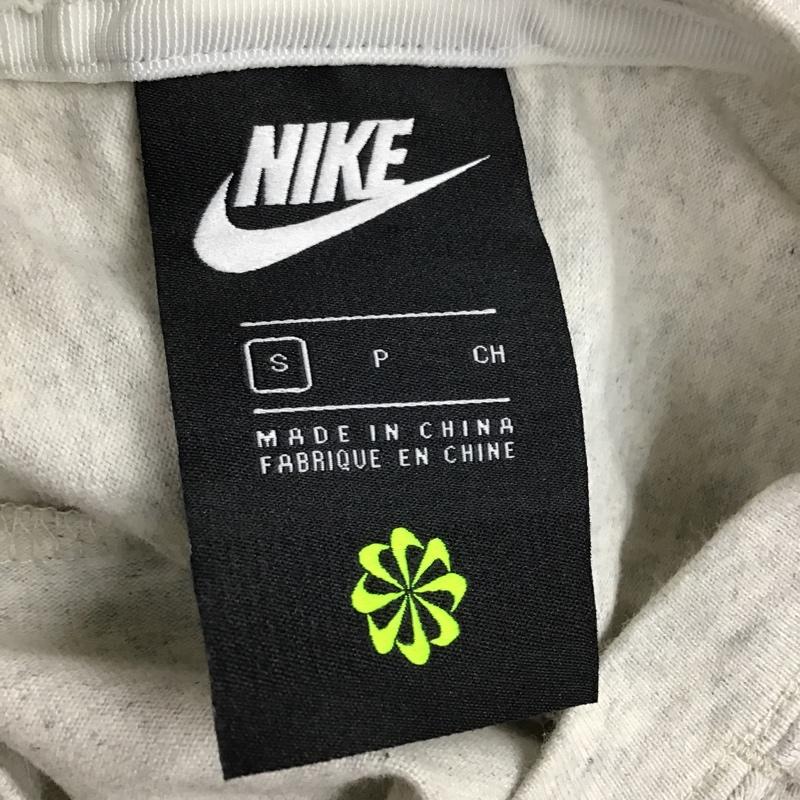 NIKE
S P CH
MADE IN CHINA
FABRIQUE EN CHINE